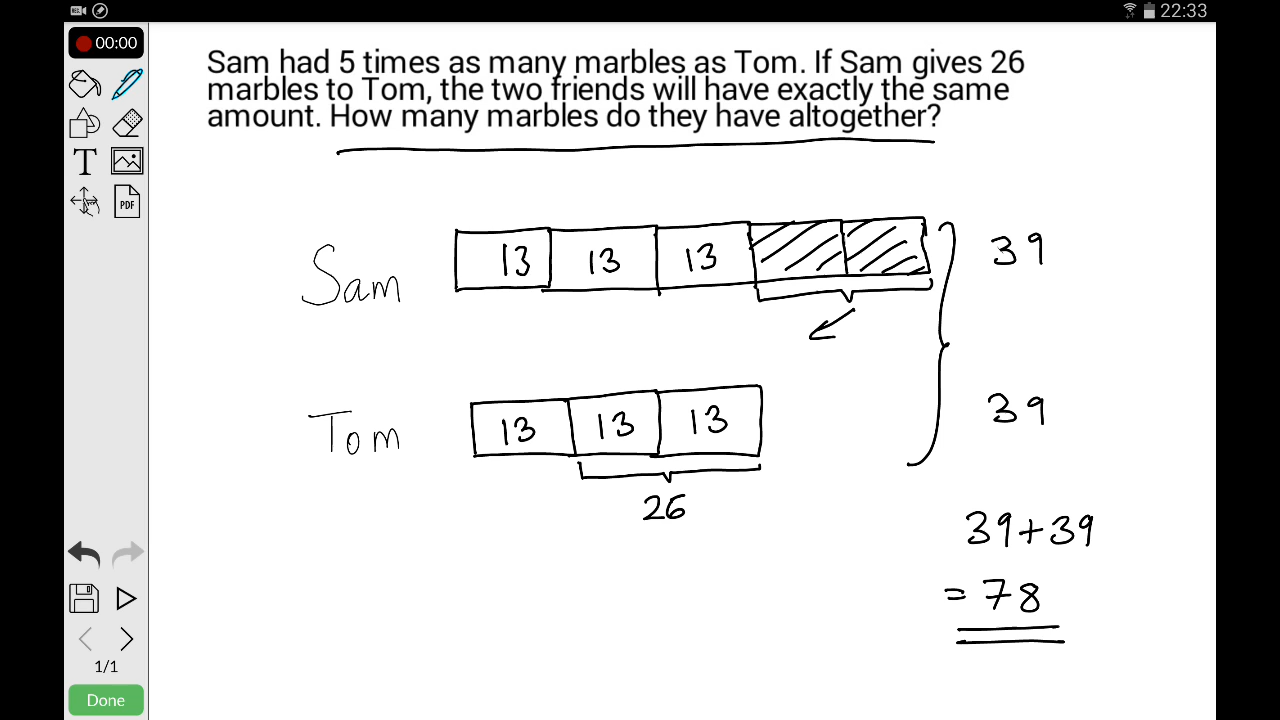 22:33
00:00
Sam had 5 times as many marbles as Tom. If Sam gives 26
marbles to Tom, the two friends will have exactly the same
amount. How many marbles do they have altogether?
T
PDF
Sam 13 13 13 39
Tom 13 13 13 39
26
39+39
= 78
1/1
Done